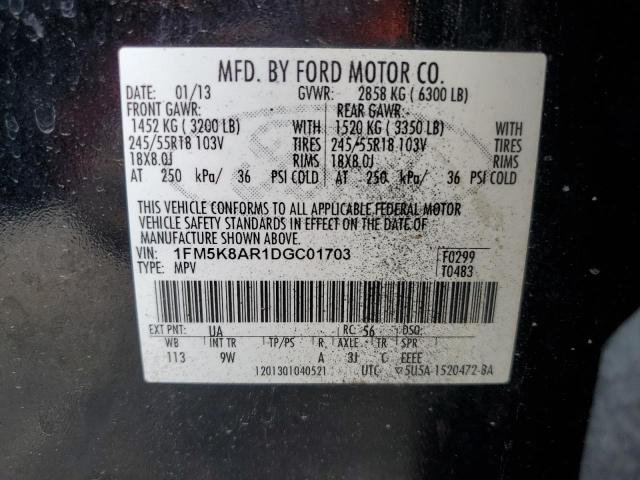 MFD. BY FORD MOTOR CO.
DATE: 01/13 GVWR: 2858 KG ( 6300 LB)
FRONT GAWR: REAR GAWR:
1452 KG ( 3200 LB) WITH 1520 KG ( 3350 LB) WITH
245/55R18 103V TIRES 245/55R18 103V TIRES
18X8.0J RIMS 18X8.0J RIMS
AT 250 kPa/ 36 PSI COLD AT 250 kPa/ 36 PSI COLD
THIS VEHICLE CONFORMS TO ALL APPLICABLE FEDERAL MOTOR
VEHICLE SAFETY STANDARDS IN EFFECT ON THE DATE OF
MANUFACTURE SHOWN ABOVE.
VIN: 1FM5K8AR1DGC01703 F0299
TYPE: MPV T0483
EXT PNT: UA RC: 56 DSO:
WB INT TR TP/PS R AXLE TR SPR
113 9W A 3J C EEEE
1201301040521 UTC 5U5A-1520472-BA